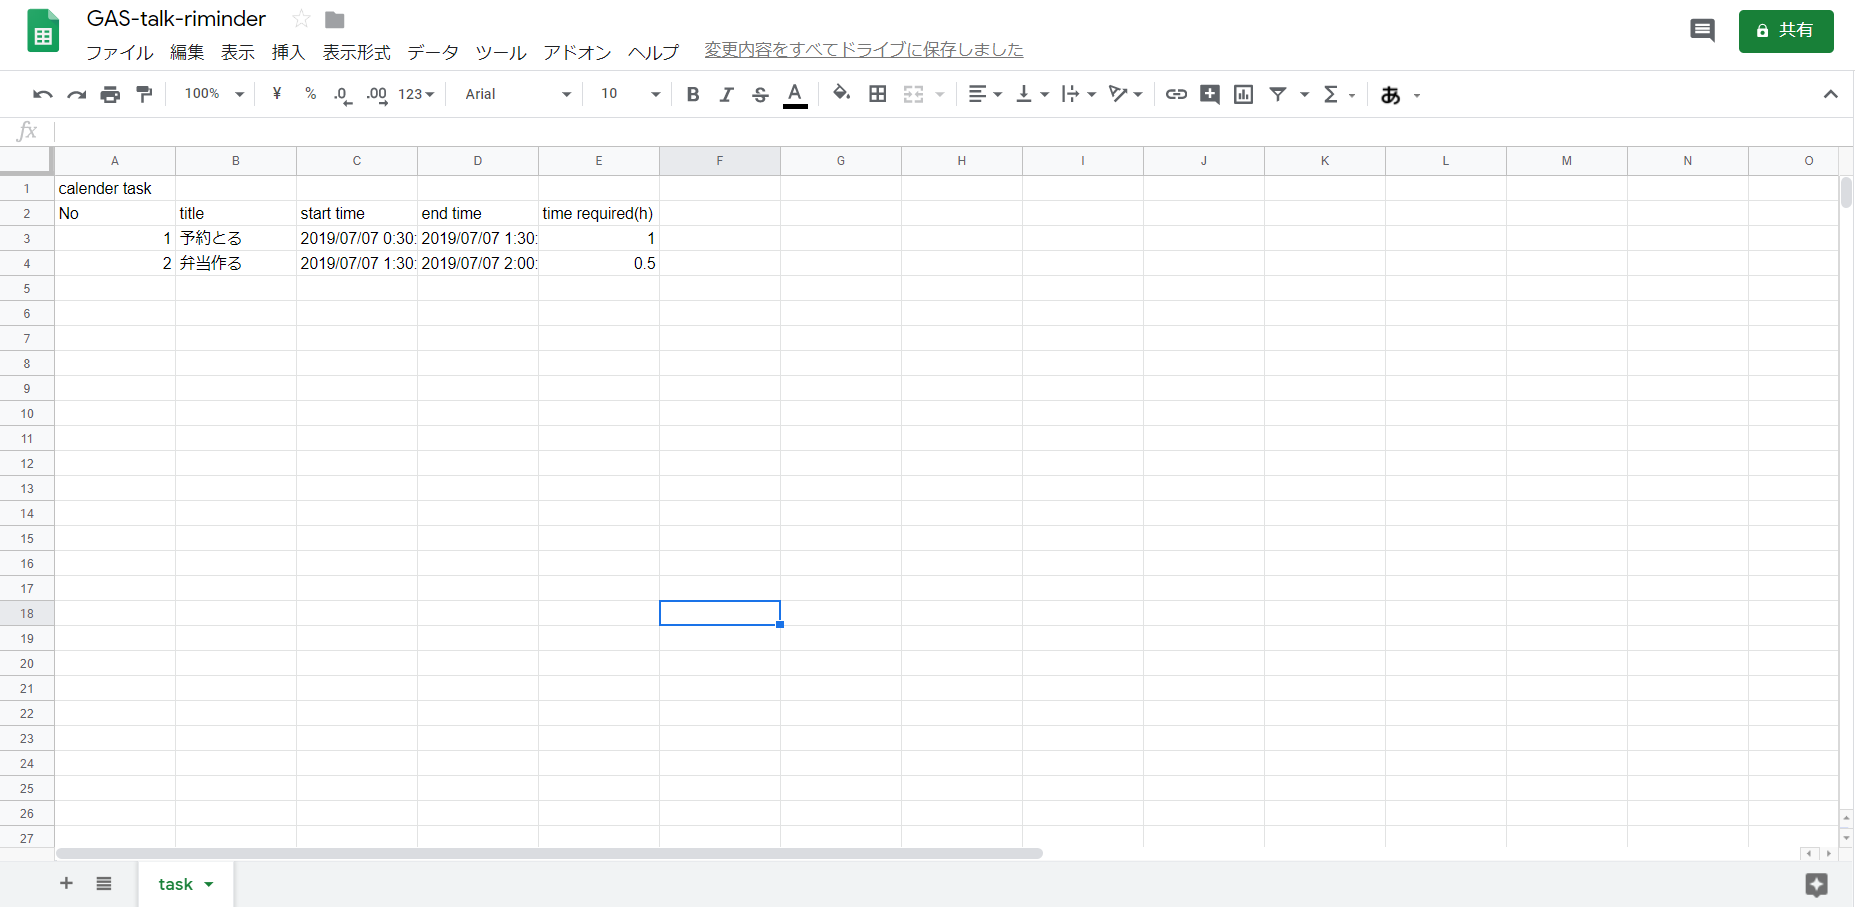 GAS-talk-riminder
ファイル 編集 表示 挿入 表示形式 データ ツール アドオン ヘルプ 変更内容をすべてドライブに保存しました
共有
100% ¥ % .0 .00 123 Arial 10 B I S A Σ あ
fx
A B C D E F G H I J K L M N O
1 calender task
2 No title start time end time time required(h)
3 1 予約とる 2019/07/07 0:30: 2019/07/07 1:30: 1
4 2 弁当作る 2019/07/07 1:30: 2019/07/07 2:00: 0.5
5
6
7
8
9
10
11
12
13
14
15
16
17
18
19
20
21
22
23
24
25
26
27
task